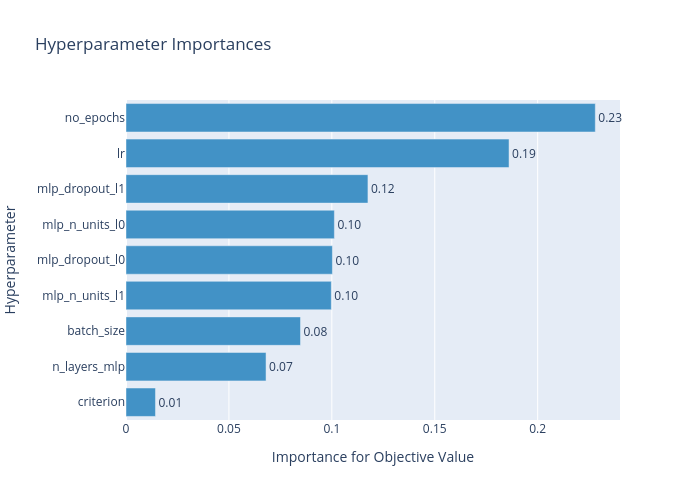 Hyperparameter Importances
Hyperparameter
no_epochs 0.23
lr 0.19
mlp_dropout_l1 0.12
mlp_n_units_l0 0.10
mlp_dropout_l0 0.10
mlp_n_units_l1 0.10
batch_size 0.08
n_layers_mlp 0.07
criterion 0.01
0 0.05 0.1 0.15 0.2
Importance for Objective Value